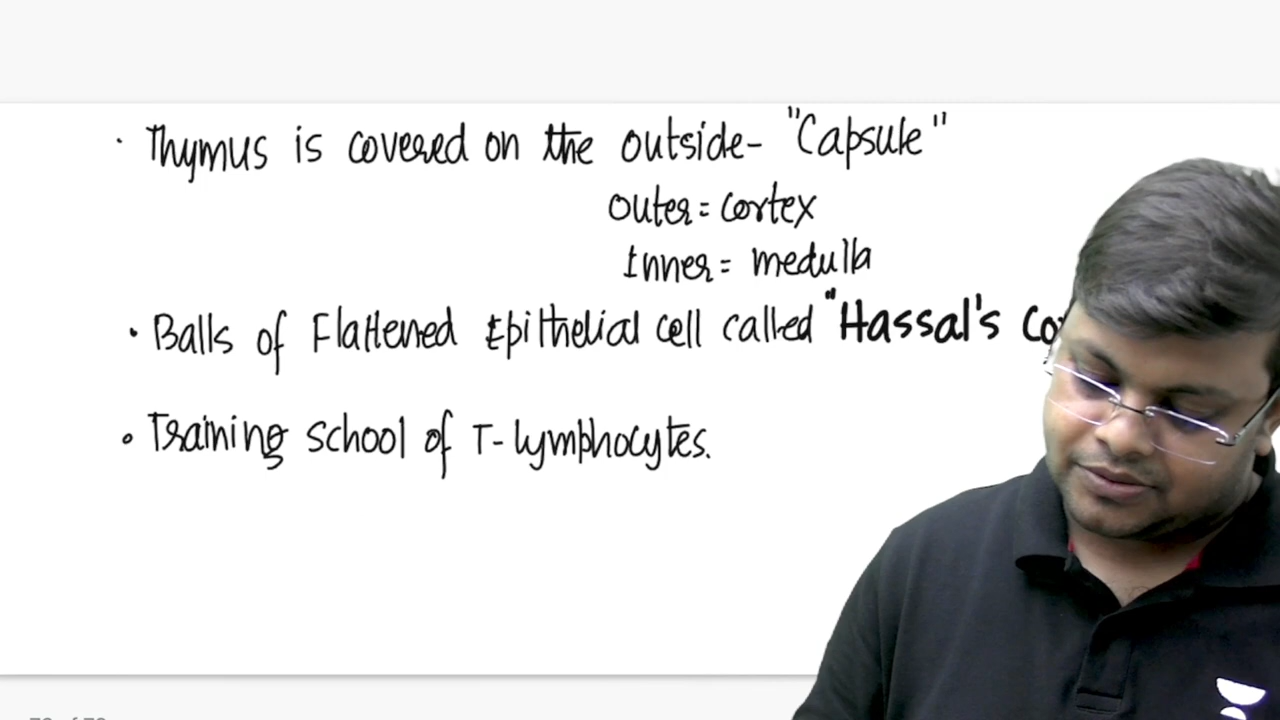 · Thymus is covered on the outside- "Capsule"
outer = cortex
Inner = medulla
· Balls of Flattened Epithelial cell called "Hassal's
• Training school of T-lymphocytes.